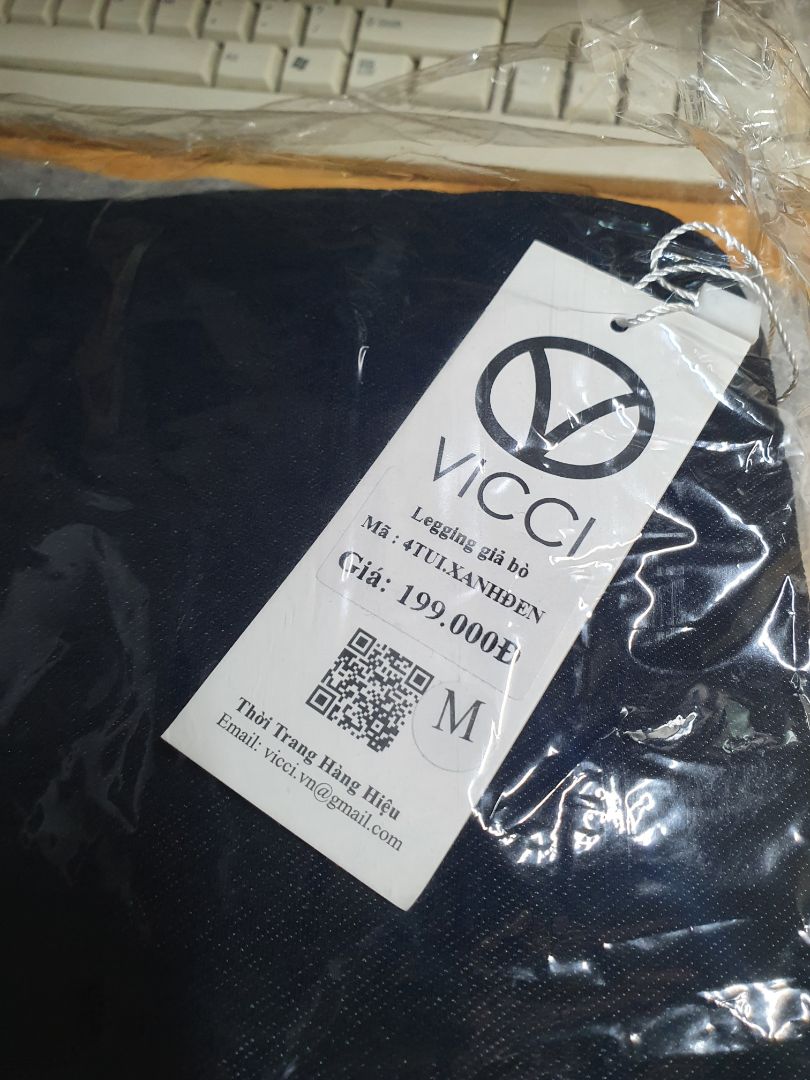 ViCCI
Legging giả bò
Mã : 4TUI.XANHĐEN
Giá: 199.000Đ
M
Thời Trang Hàng Hiệu
Email: vicci.vn@gmail.com